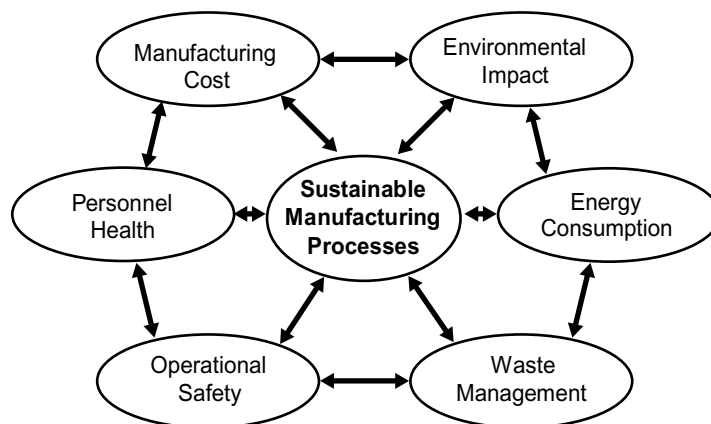 Manufacturing
Cost
Environmental
Impact
Personnel
Health
Sustainable
Manufacturing
Processes
Energy
Consumption
Operational
Safety
Waste
Management